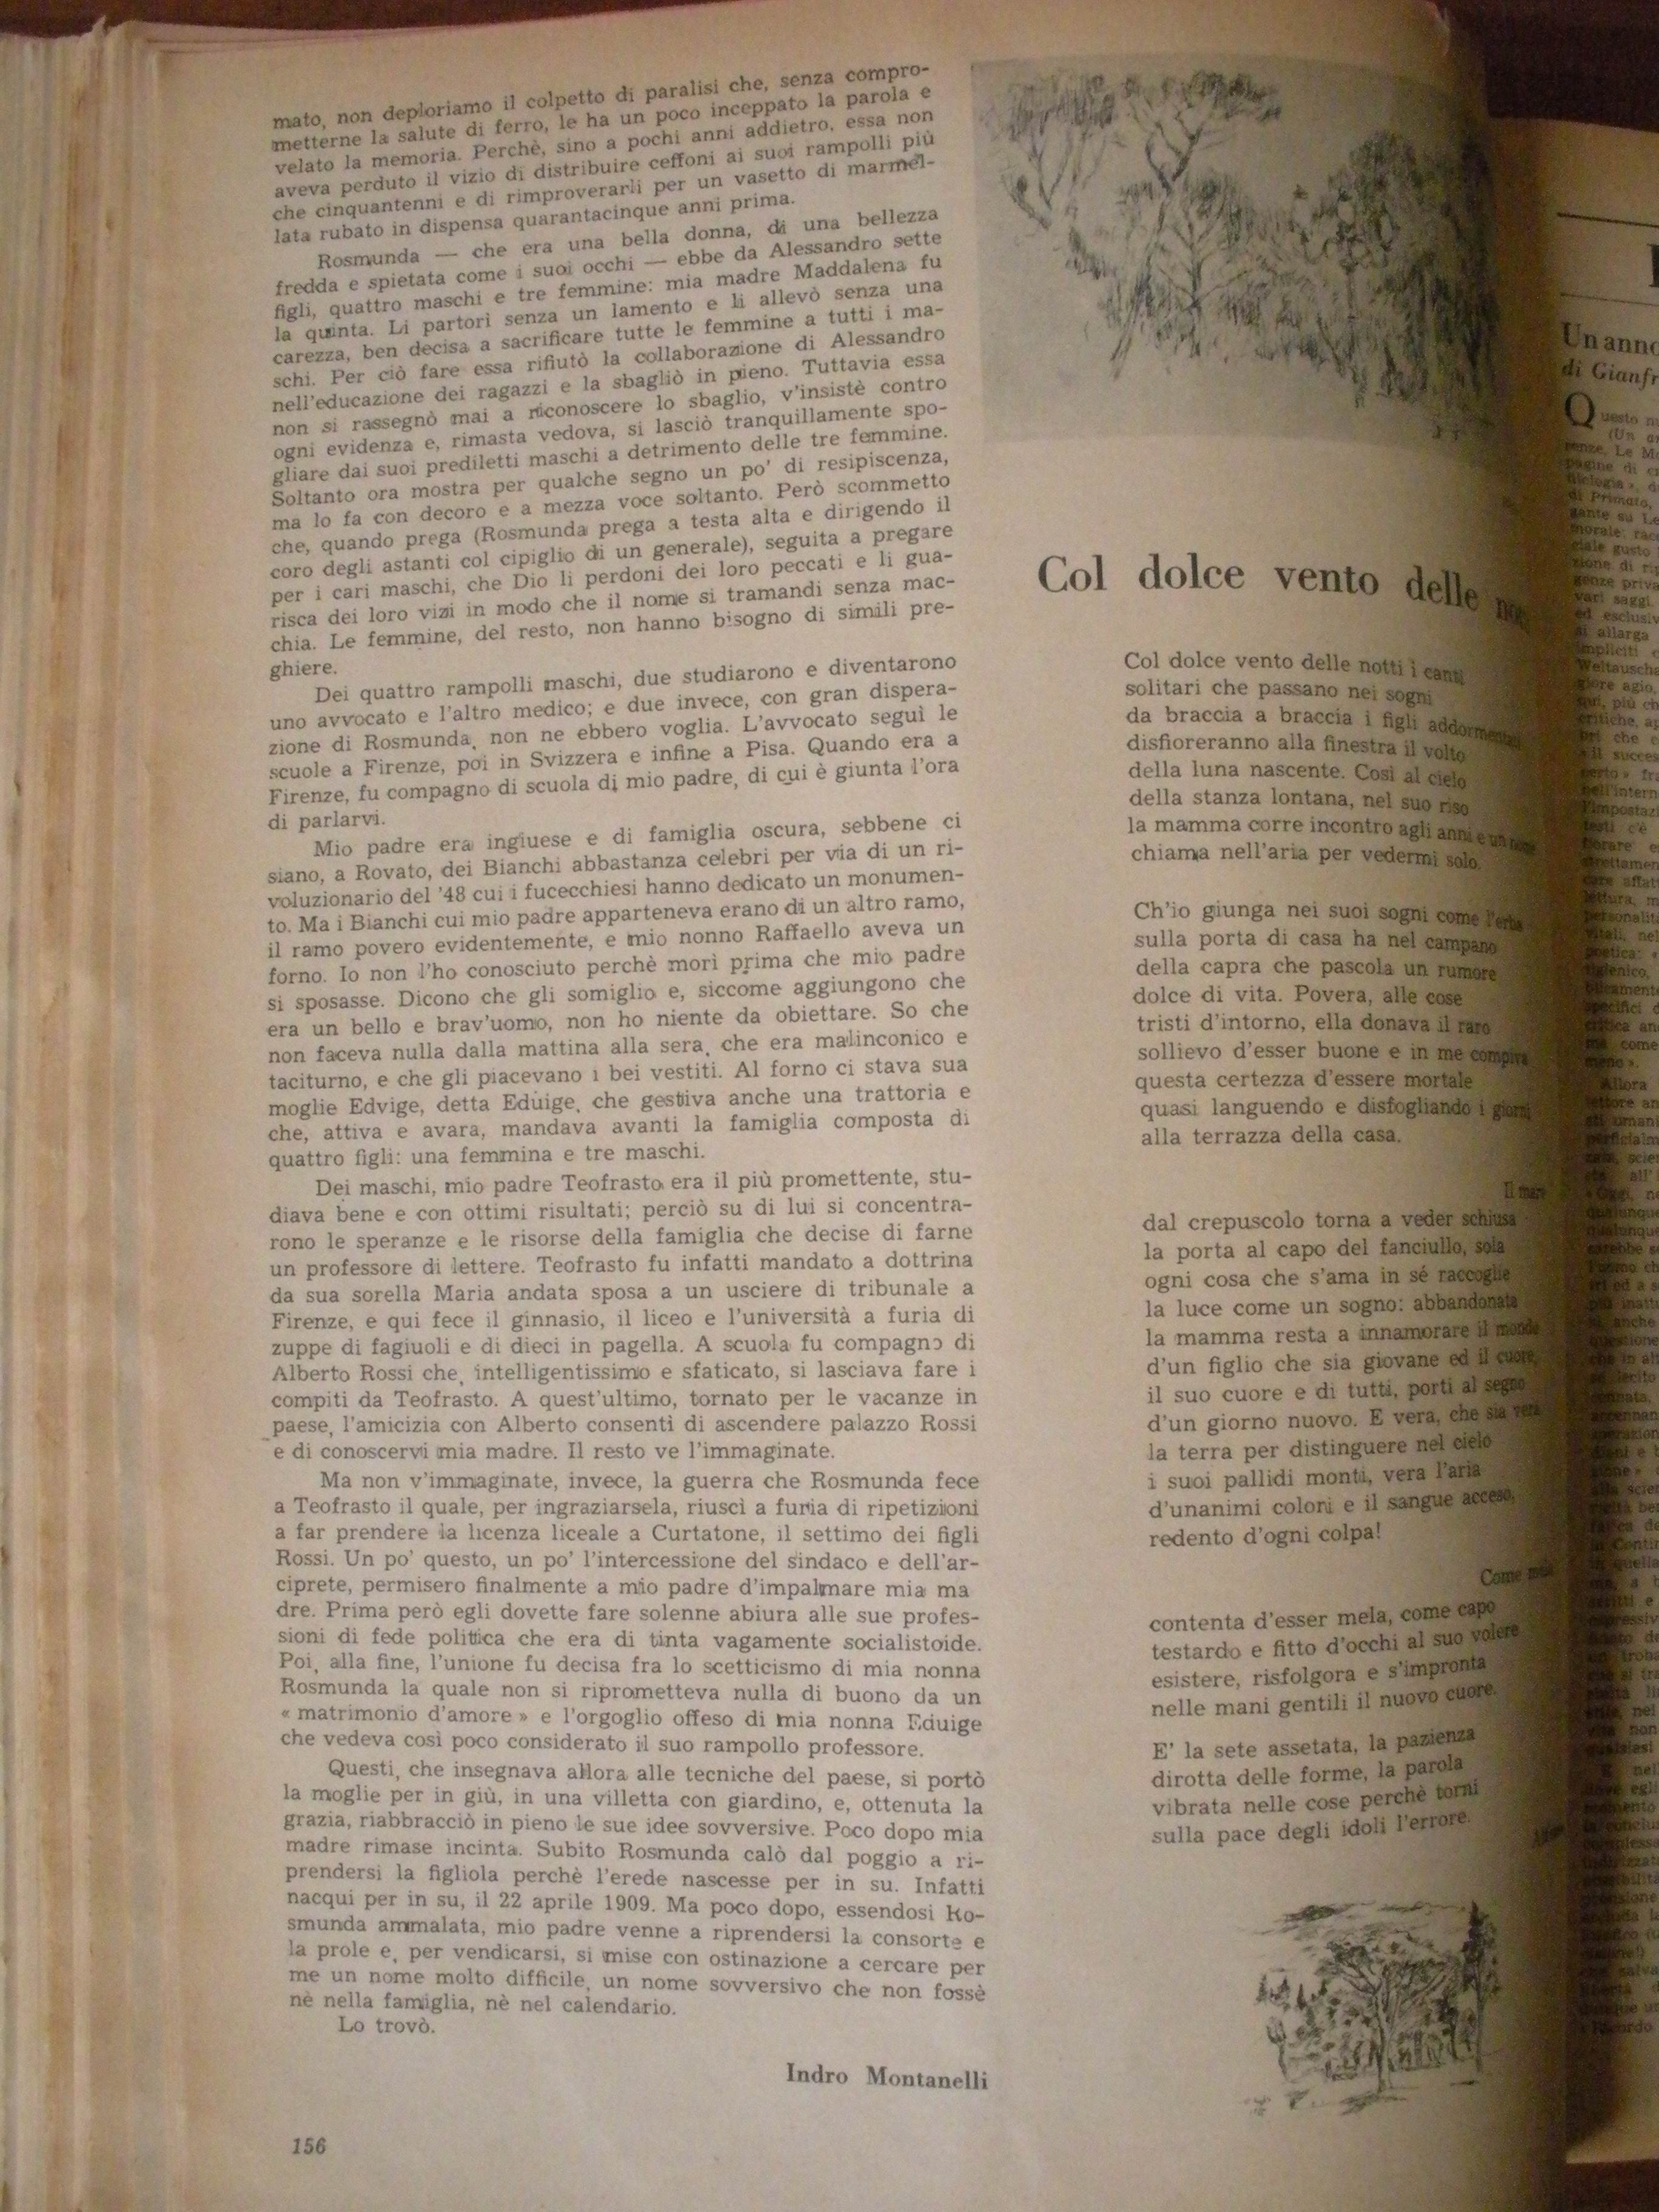 mato, non deploriamo il colpetto di paralisi che, senza compro-
metterne la salute di ferro, le ha un poco inceppato la parola e
velato la memoria. Perchè, sino a pochi anni addietro, essa non
aveva perduto il vizio di distribuire ceffoni ai suoi rampolli più
che cinquantenni e di rimproverarli per un vasetto di marmel-
lata rubato in dispensa quarantacinque anni prima.
Rosmunda — che era una bella donna, di una bellezza
fredda e spietata come i suoi occhi — ebbe da Alessandro sette
figli, quattro maschi e tre femmine: mia madre Maddalena fu
la quinta. Li partorì senza un lamento e li allevò senza una
carezza, ben decisa a sacrificare tutte le femmine a tutti i ma-
schi. Per ciò fare essa rifiutò la collaborazione di Alessandro
nell'educazione dei ragazzi e la sbagliò in pieno. Tuttavia essa
non si rassegnò mai a riconoscere lo sbaglio, v'insistè contro
ogni evidenza e, rimasta vedova, si lasciò tranquillamente spo-
gliare dai suoi prediletti maschi a detrimento delle tre femmine.
Soltanto ora mostra per qualche segno un po' di resipiscenza,
ma lo fa con decoro e a mezza voce soltanto. Però scommetto
che, quando prega (Rosmunda prega a testa alta e dirigendo il
coro degli astanti col cipiglio di un generale), seguita a pregare
per i cari maschi, che Dio li perdoni dei loro peccati e li gua-
risca dei loro vizi in modo che il nome si tramandi senza mac-
chia. Le femmine, del resto, non hanno bisogno di simili pre-
ghiere.
Dei quattro rampolli maschi, due studiarono e diventarono
uno avvocato e l'altro medico; e due invece, con gran dispera-
zione di Rosmunda, non ne ebbero voglia. L'avvocato seguì le
scuole a Firenze, poi in Svizzera e infine a Pisa. Quando era a
Firenze, fu compagno di scuola di mio padre, di cui è giunta l'ora
di parlarvi.
Mio padre era ingiuese e di famiglia oscura, sebbene ci
siano, a Rovato, dei Bianchi abbastanza celebri per via di un ri-
voluzionario del '48 cui i fucecchiesi hanno dedicato un monumen-
to. Ma i Bianchi cui mio padre apparteneva erano di un altro ramo,
il ramo povero evidentemente, e mio nonno Raffaello aveva un
forno. Io non l'ho conosciuto perchè morì prima che mio padre
si sposasse. Dicono che gli somiglio e, siccome aggiungono che
era un bello e brav'uomo, non ho niente da obiettare. So che
non faceva nulla dalla mattina alla sera, che era malinconico e
taciturno, e che gli piacevano i bei vestiti. Al forno ci stava sua
moglie Edvige, detta Eduige, che gestiva anche una trattoria e
che, attiva e avara, mandava avanti la famiglia composta di
quattro figli: una femmina e tre maschi.
Dei maschi, mio padre Teofrasto era il più promettente, stu-
diava bene e con ottimi risultati; perciò su di lui si concentra-
rono le speranze e le risorse della famiglia che decise di farne
un professore di lettere. Teofrasto fu infatti mandato a dottrina
da sua sorella Maria andata sposa a un usciere di tribunale a
Firenze, e qui fece il ginnasio, il liceo e l'università a furia di
zuppe di fagiuoli e di dieci in pagella. A scuola fu compagno di
Alberto Rossi che, intelligentissimo e sfaticato, si lasciava fare i
compiti da Teofrasto. A quest'ultimo, tornato per le vacanze in
paese, l'amicizia con Alberto consentì di ascendere palazzo Rossi
e di conoscervi mia madre. Il resto ve l'immaginate.
Ma non v'immaginate, invece, la guerra che Rosmunda fece
a Teofrasto il quale, per ingraziarsela, riuscì a furia di ripetizioni
a far prendere la licenza liceale a Curtatone, il settimo dei figli
Rossi. Un po' questo, un po' l'intercessione del sindaco e dell'ar-
ciprete, permisero finalmente a mio padre d'impalmare mia ma
dre. Prima però egli dovette fare solenne abiura alle sue profes-
sioni di fede politica che era di tinta vagamente socialistoide.
Poi, alla fine, l'unione fu decisa fra lo scetticismo di mia nonna
Rosmunda la quale non si riprometteva nulla di buono da un
« matrimonio d'amore » e l'orgoglio offeso di mia nonna Eduige
che vedeva così poco considerato il suo rampollo professore.
Questi, che insegnava allora alle tecniche del paese, si portò
la moglie per in giù, in una villetta con giardino, e, ottenuta la
grazia, riabbracciò in pieno le sue idee sovversive. Poco dopo mia
madre rimase incinta. Subito Rosmunda calò dal poggio a ri-
prendersi la figliola perchè l'erede nascesse per in su. Infatti
nacqui per in su, il 22 aprile 1909. Ma poco dopo, essendosi Ro-
smunda ammalata, mio padre venne a riprendersi la consorte e
la prole e, per vendicarsi, si mise con ostinazione a cercare per
me un nome molto difficile, un nome sovversivo che non fosse
nè nella famiglia, nè nel calendario.
Lo trovò.
Indro Montanelli
156
Col dolce vento delle
Col dolce vento delle notti i canti
solitari che passano nei sogni
da braccia a braccia i figli addormentati
disfioreranno alla finestra il volto
della luna nascente. Così al cielo
della stanza lontana, nel suo riso
la mamma corre incontro agli anni e
chiama nell'aria per vedermi solo.
Ch'io giunga nei suoi sogni come l'erba
sulla porta di casa ha nel campano
della capra che pascola un rumore
dolce di vita. Povera, alle cose
tristi d'intorno, ella donava il raro
sollievo d'esser buone e in me compiva
questa certezza d'essere mortale
quasi languendo e disfogliando i giorni
alla terrazza della casa.
Il mare
dal crepuscolo torna a veder schiusa
la porta al capo del fanciullo, sola
ogni cosa che s'ama in sé raccoglie
la luce come un sogno: abbandonata
la mamma resta a innamorare il mondo
d'un figlio che sia giovane ed il cuore,
il suo cuore e di tutti, porti al segno
d'un giorno nuovo. E vera, che sia vera
la terra per distinguere nel cielo
i suoi pallidi monti, vera l'aria
d'unanimi colori e il sangue acceso,
redento d'ogni colpa!
Come
contenta d'esser mela, come capo
testardo e fitto d'occhi al suo volere
esistere, risfolgora e s'impronta
nelle mani gentili il nuovo cuore.
E' la sete assetata, la pazienza
dirotta delle forme, la parola
vibrata nelle cose perchè torni
sulla pace degli idoli l'errore.
Un anno
di Gianfr